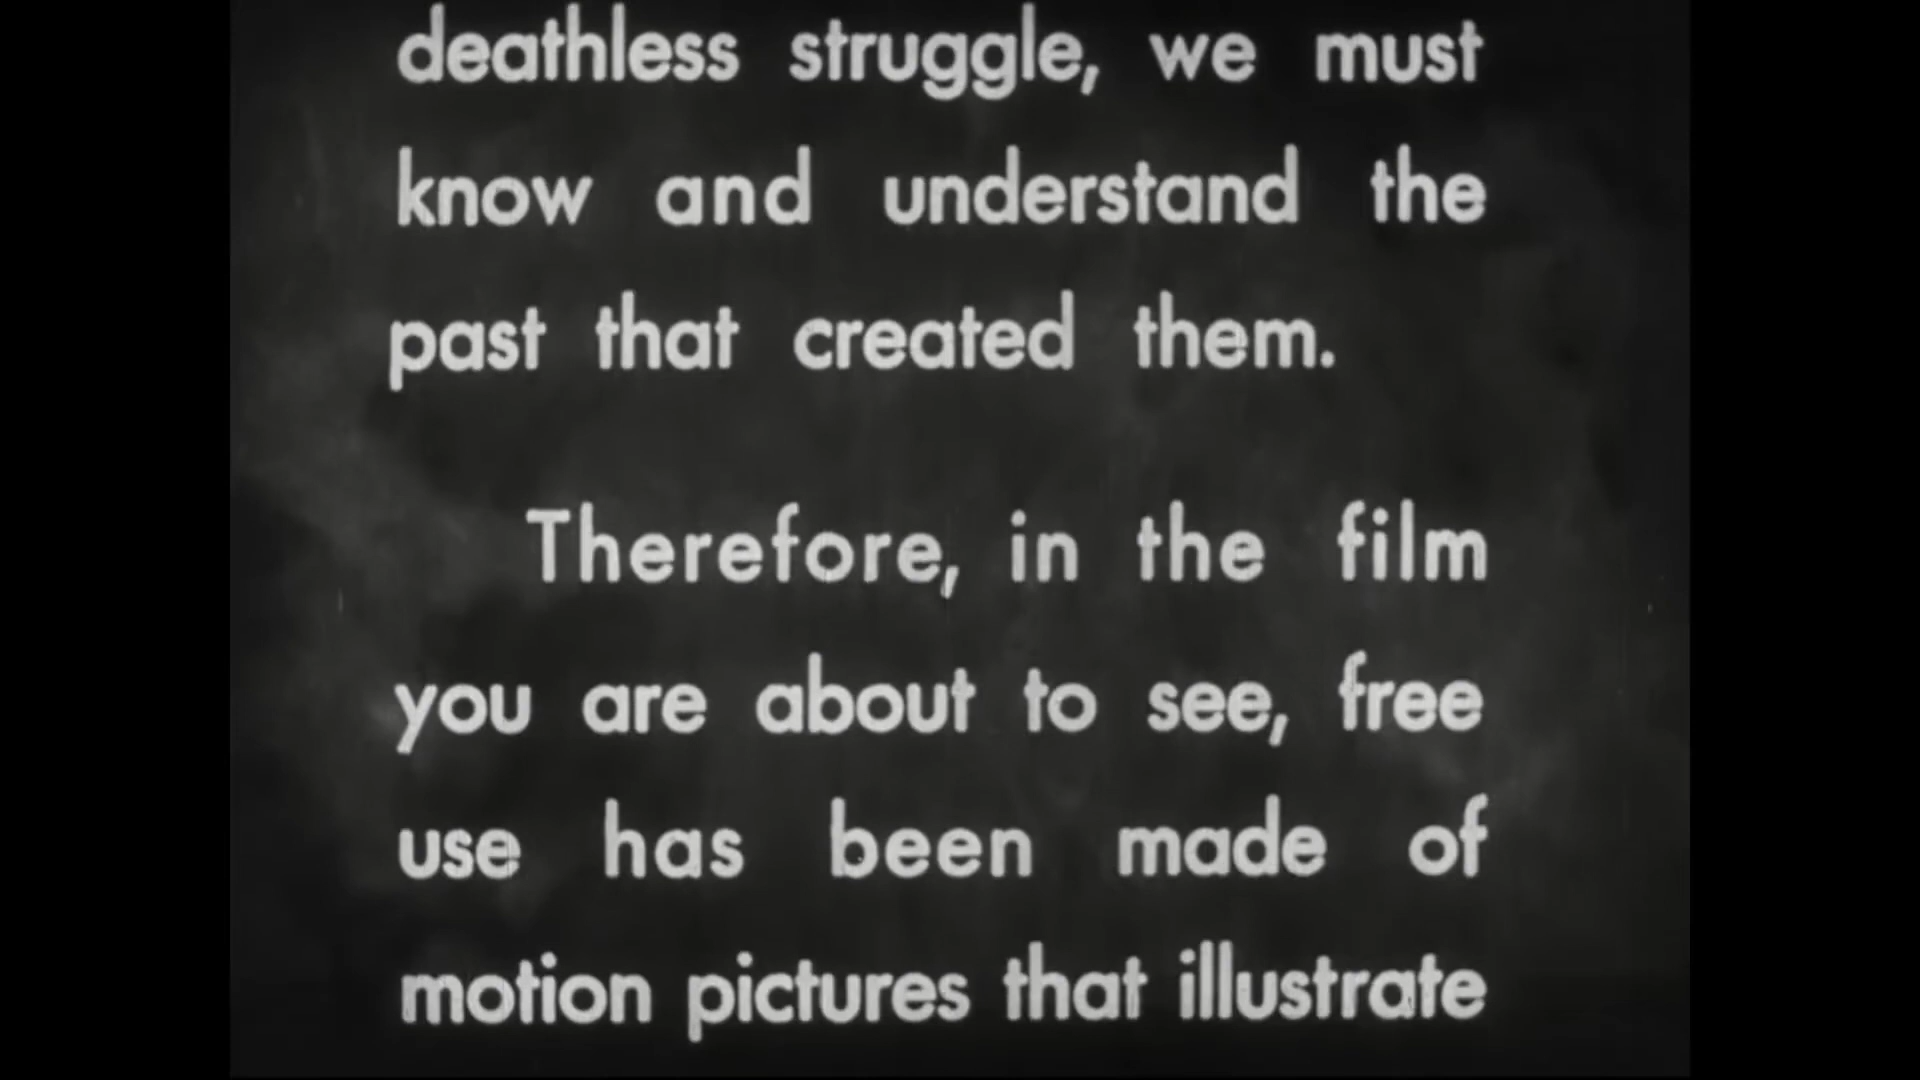 deathless struggle, we must
know and understand the
past that created them.
Therefore, in the film
you are about to see, free
use has been made of
motion pictures that illustrate